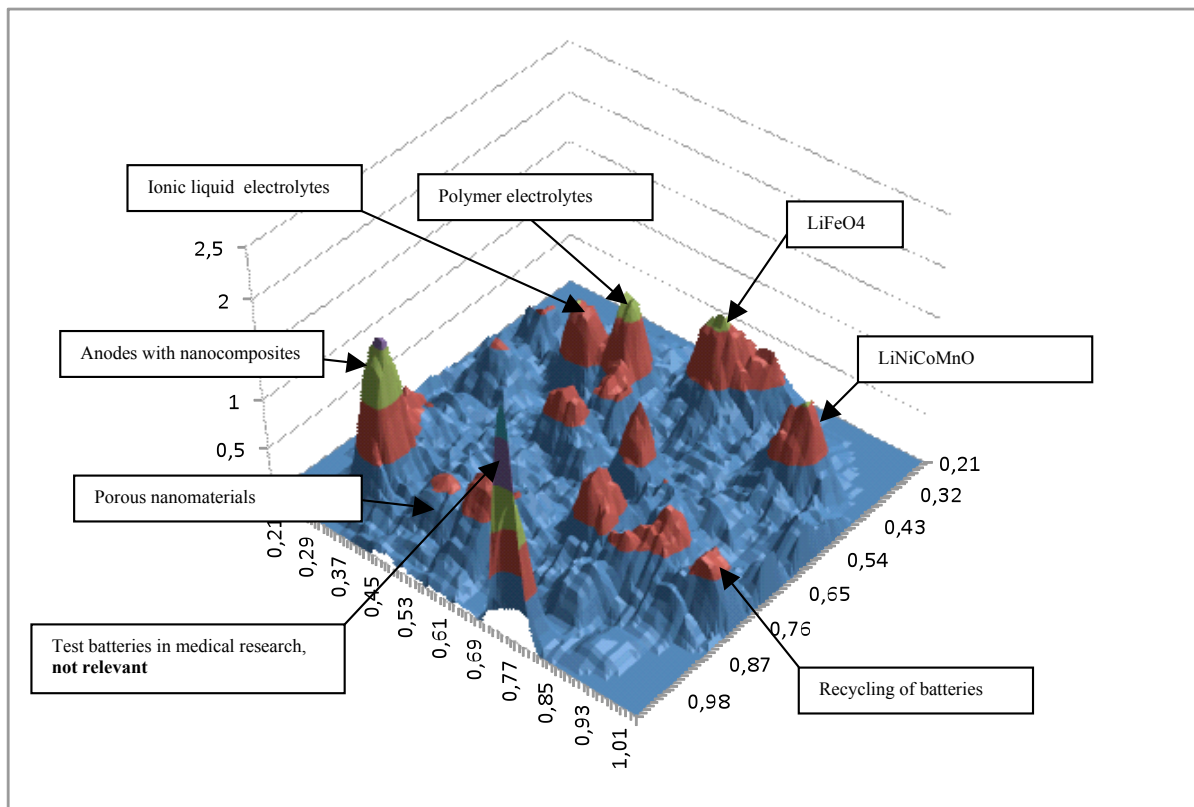 Ionic liquid electrolytes
Polymer electrolytes
LiFeO4
2,5
2
1
0,5
Anodes with nanocomposites
LiNiCoMnO
Porous nanomaterials
Test batteries in medical research,
not relevant
Recycling of batteries
0,21
0,29
0,37
0,45
0,53
0,61
0,69
0,77
0,85
0,93
1,01
0,21
0,32
0,43
0,54
0,65
0,76
0,87
0,98